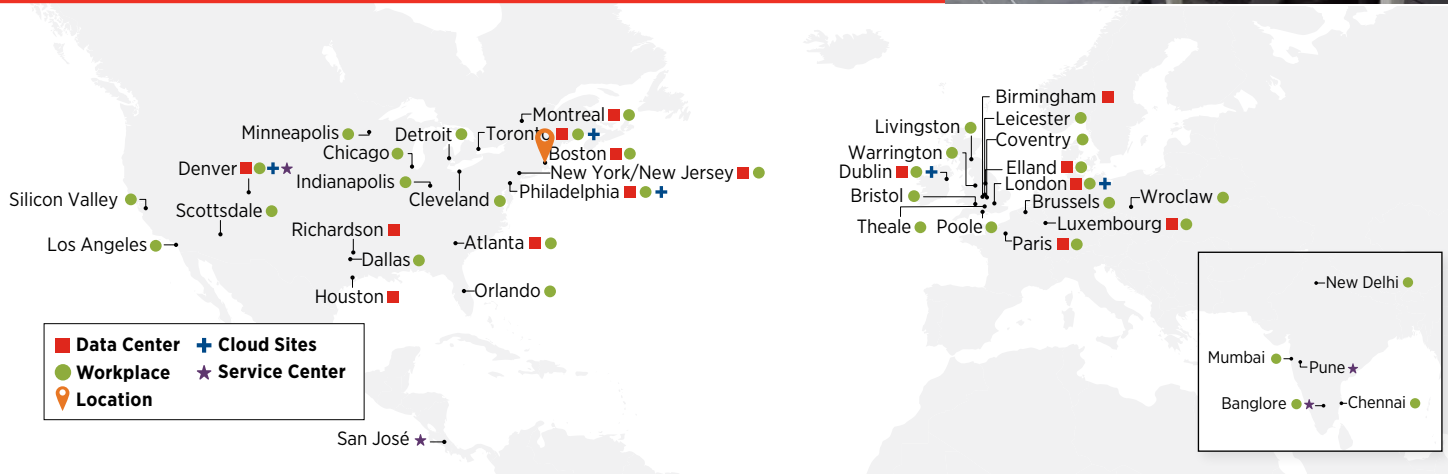 Montreal
Minneapolis
Detroit
Toronto
Chicago
Boston
Denver
Indianapolis
New York/New Jersey
Cleveland
Philadelphia
Silicon Valley
Scottsdale
Los Angeles
Richardson
Atlanta
Dallas
Houston
Orlando
Birmingham
Leicester
Livingston
Coventry
Warrington
Elland
Dublin
London
Bristol
Brussels
Wroclaw
Theale
Poole
Luxembourg
Paris
New Delhi
Mumbai
Pune
Banglore
Chennai
Data Center
Cloud Sites
Workplace
Service Center
Location
San José